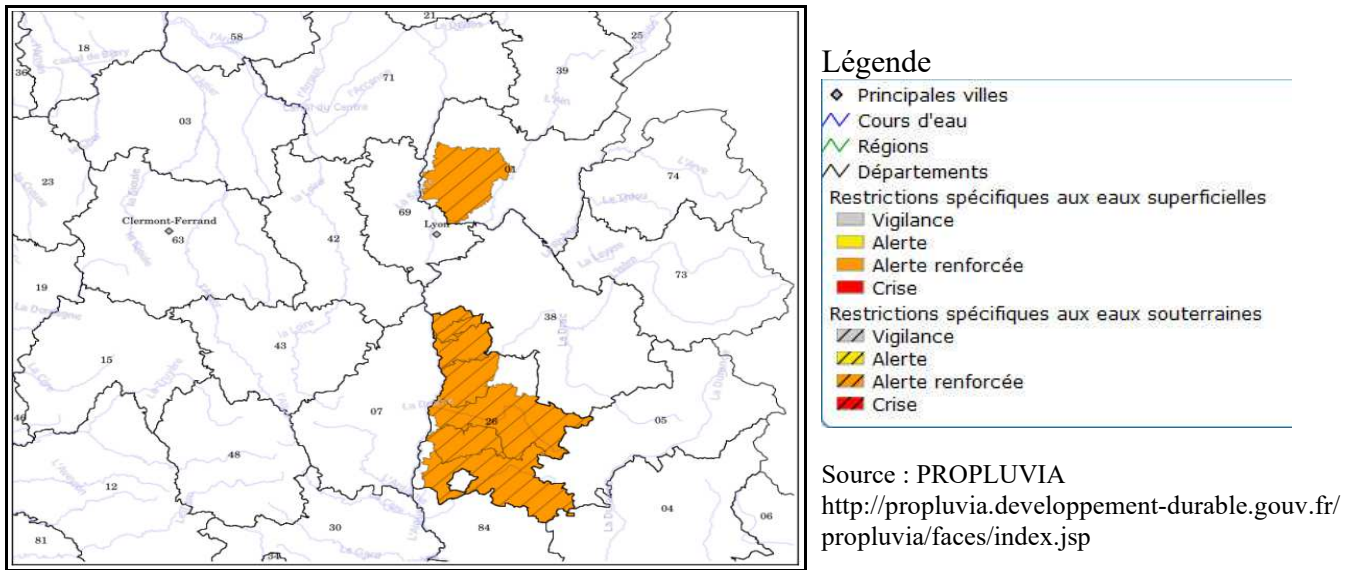 21
58
25
18
36
71
39
L'Ain
03
01
74
L'Arve
23
69
Clermont-Ferrand
63
Lyon
42
73
19
38
43
15
07
05
26
48
12
04
06
30
84
81
34
Légende
Principales villes
Cours d'eau
Régions
Départements
Restrictions spécifiques aux eaux superficielles
Vigilance
Alerte
Alerte renforcée
Crise
Restrictions spécifiques aux eaux souterraines
Vigilance
Alerte
Alerte renforcée
Crise
Source : PROPLUVIA
http://propluvia.developpement-durable.gouv.fr/
propluvia/faces/index.jsp